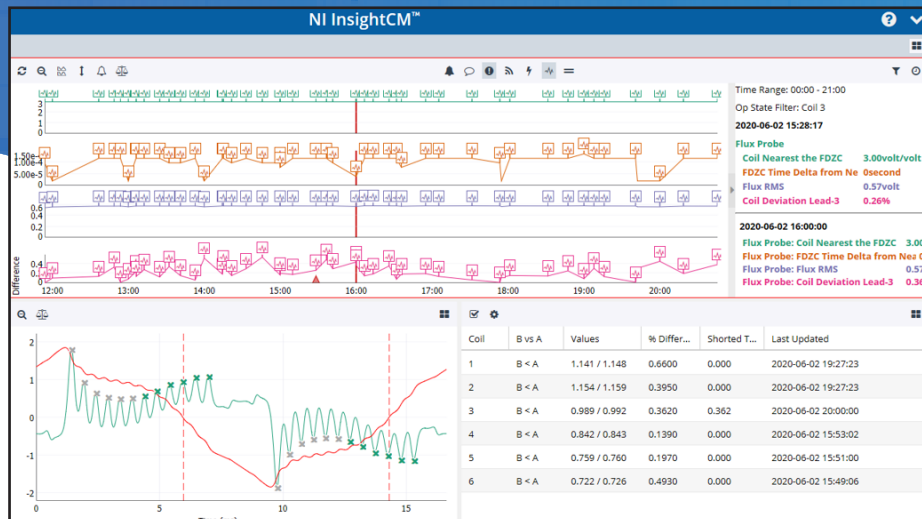 NI InsightCM™
3
2
1
0
1.50e-
1.00e-4
5.00e-5
0
0.6
0.4
0.2
0
0.4
0
Difference
12:00 13:00 14:00 15:00 16:00 17:00 18:00 19:00 20:00
Time Range: 00:00 - 21:00
Op State Filter: Coil 3
2020-06-02 15:28:17
Flux Probe
Coil Nearest the FDZC 3.00volt/volt
FDZC Time Delta from Ne 0second
Flux RMS 0.57volt
Coil Deviation Lead-3 0.26%
2020-06-02 16:00:00
Flux Probe: Coil Nearest the FDZC 3.00
Flux Probe: FDZC Time Delta from Nea 0
Flux Probe: Flux RMS 0.57
Flux Probe: Coil Deviation Lead-3 0.36
2
1
0
-1
-2
0 5 10 15
Coil B vs A Values % Differ... Shorted T... Last Updated
1 B < A 1.141 / 1.148 0.6600 0.000 2020-06-02 19:27:23
2 B < A 1.154 / 1.159 0.3950 0.000 2020-06-02 19:27:23
3 B < A 0.989 / 0.992 0.3620 0.362 2020-06-02 20:00:00
4 B < A 0.842 / 0.843 0.1390 0.000 2020-06-02 15:53:02
5 B < A 0.759 / 0.760 0.1970 0.000 2020-06-02 15:51:00
6 B < A 0.722 / 0.726 0.4930 0.000 2020-06-02 15:49:06